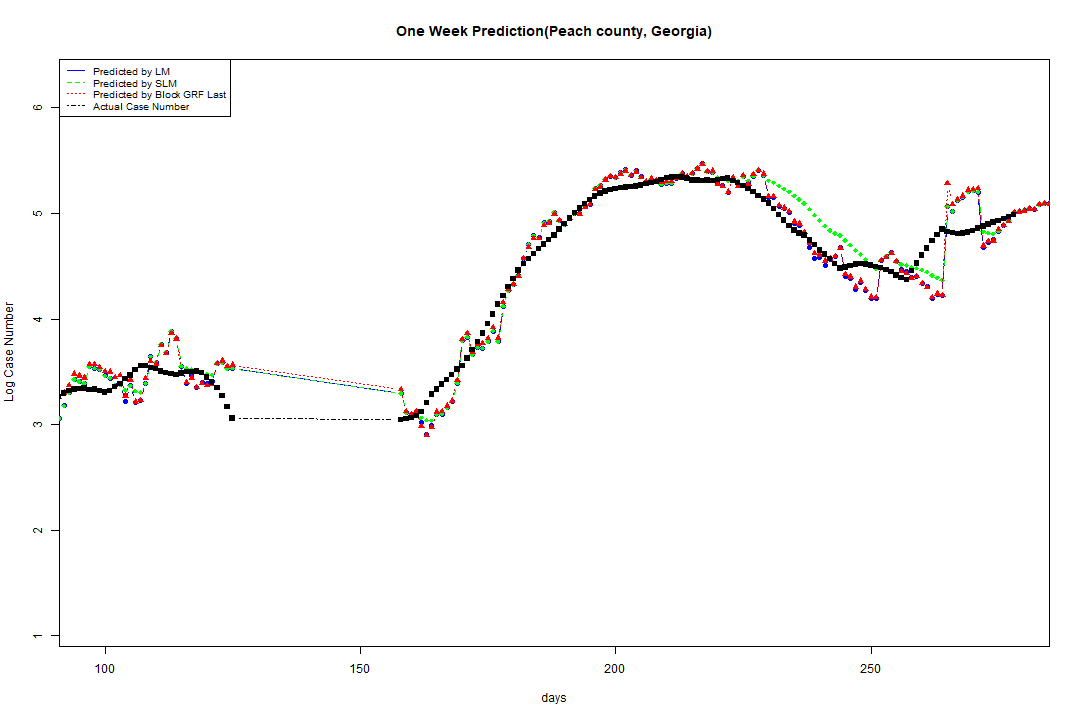 One Week Prediction(Peach county, Georgia)
Predicted by LM
Predicted by SLM
Predicted by Block GRF Last
Actual Case Number
6
5
4
3
2
1
Log Case Number
100 150 200 250
days